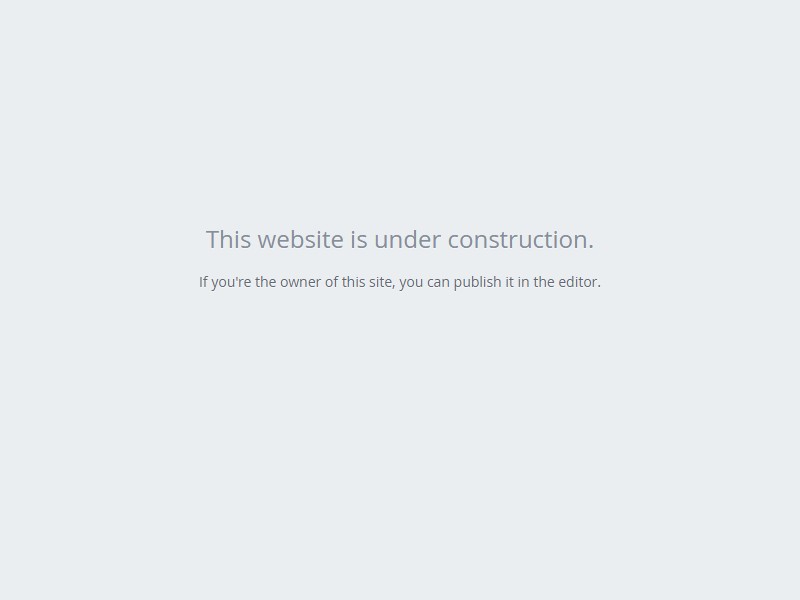 This website is under construction.
If you're the owner of this site, you can publish it in the editor.